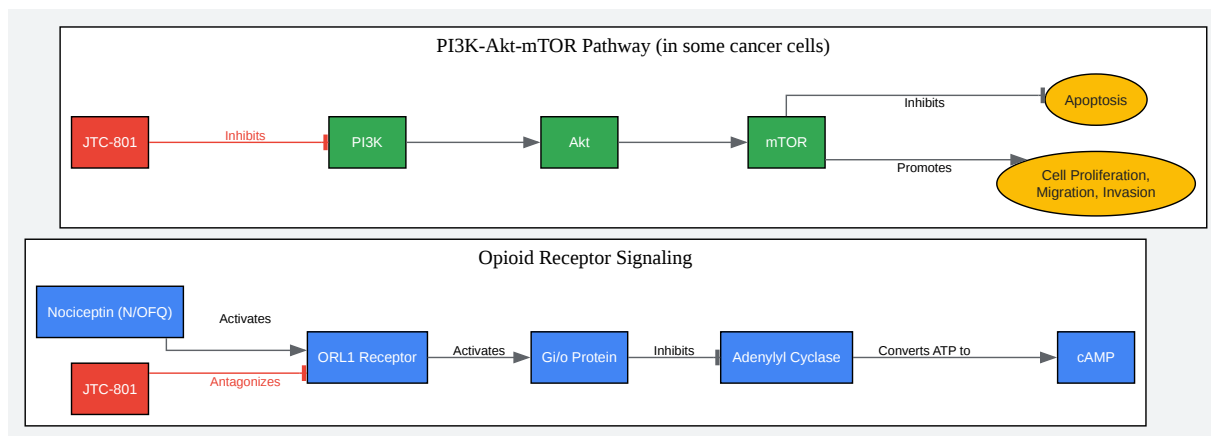 PI3K-Akt-mTOR Pathway (in some cancer cells)
JTC-801
Inhibits
PI3K
Akt
mTOR
Inhibits
Apoptosis
Promotes
Cell Proliferation,
Migration, Invasion
Opioid Receptor Signaling
Nociceptin (N/OFQ)
Activates
JTC-801
Antagonizes
ORL1 Receptor
Activates
Gi/o Protein
Inhibits
Adenylyl Cyclase
Converts ATP to
cAMP